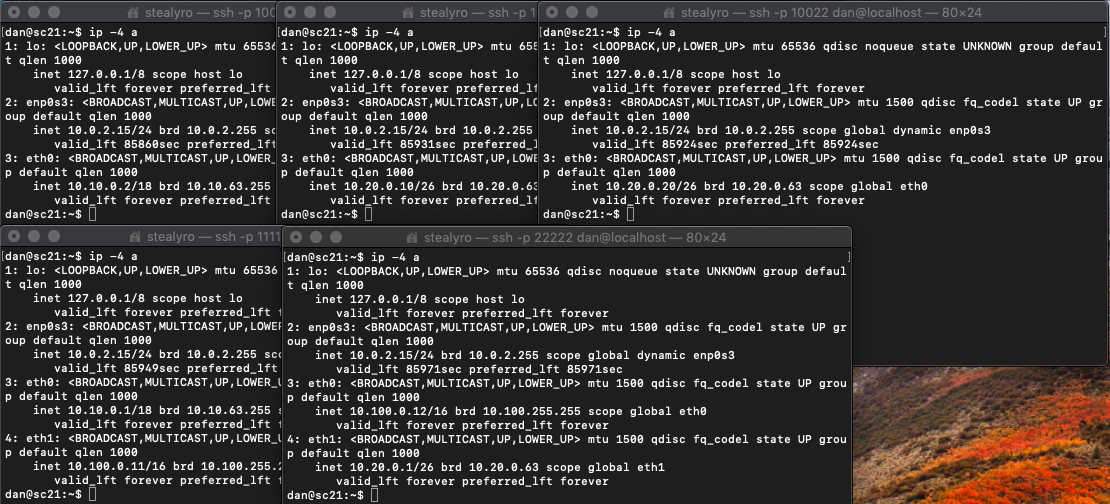 stealyro — ssh -p 100
[dan@sc21:~$ ip -4 a
1: lo: <LOOPBACK,UP,LOWER_UP> mtu 65536
t qlen 1000
inet 127.0.0.1/8 scope host lo
valid_lft forever preferred_lft
2: enp0s3: <BROADCAST,MULTICAST,UP,LOWE
oup default qlen 1000
inet 10.0.2.15/24 brd 10.0.2.255 sc
valid_lft 85860sec preferred_lft
3: eth0: <BROADCAST,MULTICAST,UP,LOWER_
p default qlen 1000
inet 10.10.0.2/18 brd 10.10.63.255
valid_lft forever preferred_lft
dan@sc21:~$
stealyro — ssh -p 1
[dan@sc21:~$ ip -4 a
1: lo: <LOOPBACK,UP,LOWER_UP> mtu 65536
t qlen 1000
inet 127.0.0.1/8 scope host lo
valid_lft forever preferred_lft
2: enp0s3: <BROADCAST,MULTICAST,UP,LOWE
oup default qlen 1000
inet 10.0.2.15/24 brd 10.0.2.255
valid_lft 85931sec preferred_l
3: eth0: <BROADCAST,MULTICAST,UP,LOWER_
p default qlen 1000
inet 10.20.0.10/26 brd 10.20.0.63
valid_lft forever preferred_lft
dan@sc21:~$
stealyro — ssh -p 10022 dan@localhost — 80×24
[dan@sc21:~$ ip -4 a ]
1: lo: <LOOPBACK,UP,LOWER_UP> mtu 65536 qdisc noqueue state UNKNOWN group defaul
t qlen 1000
inet 127.0.0.1/8 scope host lo
valid_lft forever preferred_lft forever
2: enp0s3: <BROADCAST,MULTICAST,UP,LOWER_UP> mtu 1500 qdisc fq_codel state UP gr
oup default qlen 1000
inet 10.0.2.15/24 brd 10.0.2.255 scope global dynamic enp0s3
valid_lft 85924sec preferred_lft 85924sec
3: eth0: <BROADCAST,MULTICAST,UP,LOWER_UP> mtu 1500 qdisc fq_codel state UP grou
p default qlen 1000
inet 10.20.0.20/26 brd 10.20.0.63 scope global eth0
valid_lft forever preferred_lft forever
dan@sc21:~$
stealyro — ssh -p 1111
[dan@sc21:~$ ip -4 a
1: lo: <LOOPBACK,UP,LOWER_UP> mtu 65536
t qlen 1000
inet 127.0.0.1/8 scope host lo
valid_lft forever preferred_lft f
2: enp0s3: <BROADCAST,MULTICAST,UP,LOWER
oup default qlen 1000
inet 10.0.2.15/24 brd 10.0.2.255 sco
valid_lft 85949sec preferred_lft
3: eth0: <BROADCAST,MULTICAST,UP,LOWER_U
p default qlen 1000
inet 10.10.0.1/18 brd 10.10.63.255 s
valid_lft forever preferred_lft f
4: eth1: <BROADCAST,MULTICAST,UP,LOWER_U
p default qlen 1000
inet 10.100.0.11/16 brd 10.100.255.2
valid_lft forever preferred_lft f
dan@sc21:~$
stealyro — ssh -p 22222 dan@localhost — 80×24
[dan@sc21:~$ ip -4 a ]
1: lo: <LOOPBACK,UP,LOWER_UP> mtu 65536 qdisc noqueue state UNKNOWN group defaul
t qlen 1000
inet 127.0.0.1/8 scope host lo
valid_lft forever preferred_lft forever
2: enp0s3: <BROADCAST,MULTICAST,UP,LOWER_UP> mtu 1500 qdisc fq_codel state UP gr
oup default qlen 1000
inet 10.0.2.15/24 brd 10.0.2.255 scope global dynamic enp0s3
valid_lft 85971sec preferred_lft 85971sec
3: eth0: <BROADCAST,MULTICAST,UP,LOWER_UP> mtu 1500 qdisc fq_codel state UP grou
p default qlen 1000
inet 10.100.0.12/16 brd 10.100.255.255 scope global eth0
valid_lft forever preferred_lft forever
4: eth1: <BROADCAST,MULTICAST,UP,LOWER_UP> mtu 1500 qdisc fq_codel state UP grou
p default qlen 1000
inet 10.20.0.1/26 brd 10.20.0.63 scope global eth1
valid_lft forever preferred_lft forever
dan@sc21:~$